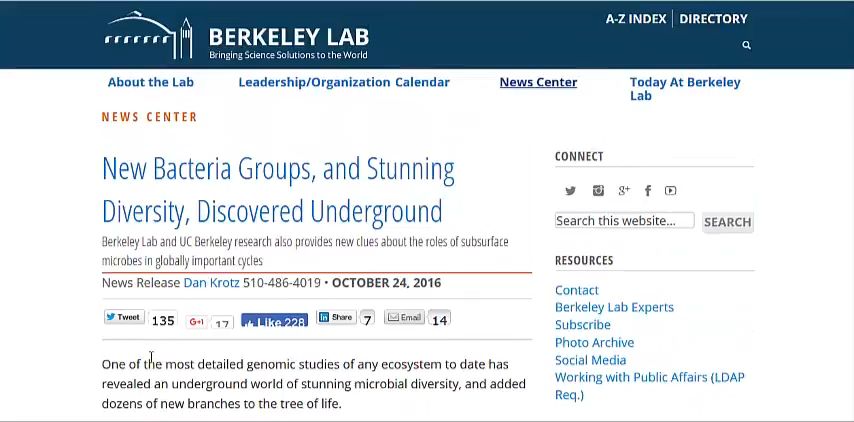 A-Z INDEX DIRECTORY
BERKELEY LAB
Bringing Science Solutions to the World
About the Lab Leadership/Organization Calendar News Center Today At Berkeley
Lab
NEWS CENTER
New Bacteria Groups, and Stunning
Diversity, Discovered Underground
Berkeley Lab and UC Berkeley research also provides new clues about the roles of subsurface
microbes in globally important cycles
News Release Dan Krotz 510-486-4019 • OCTOBER 24, 2016
Tweet 135 G+1 17 Like 228 Share 7 Email 14
One of the most detailed genomic studies of any ecosystem to date has
revealed an underground world of stunning microbial diversity, and added
dozens of new branches to the tree of life.
CONNECT
g+ f
Search this website... SEARCH
RESOURCES
Contact
Berkeley Lab Experts
Subscribe
Photo Archive
Social Media
Working with Public Affairs (LDAP
Req.)